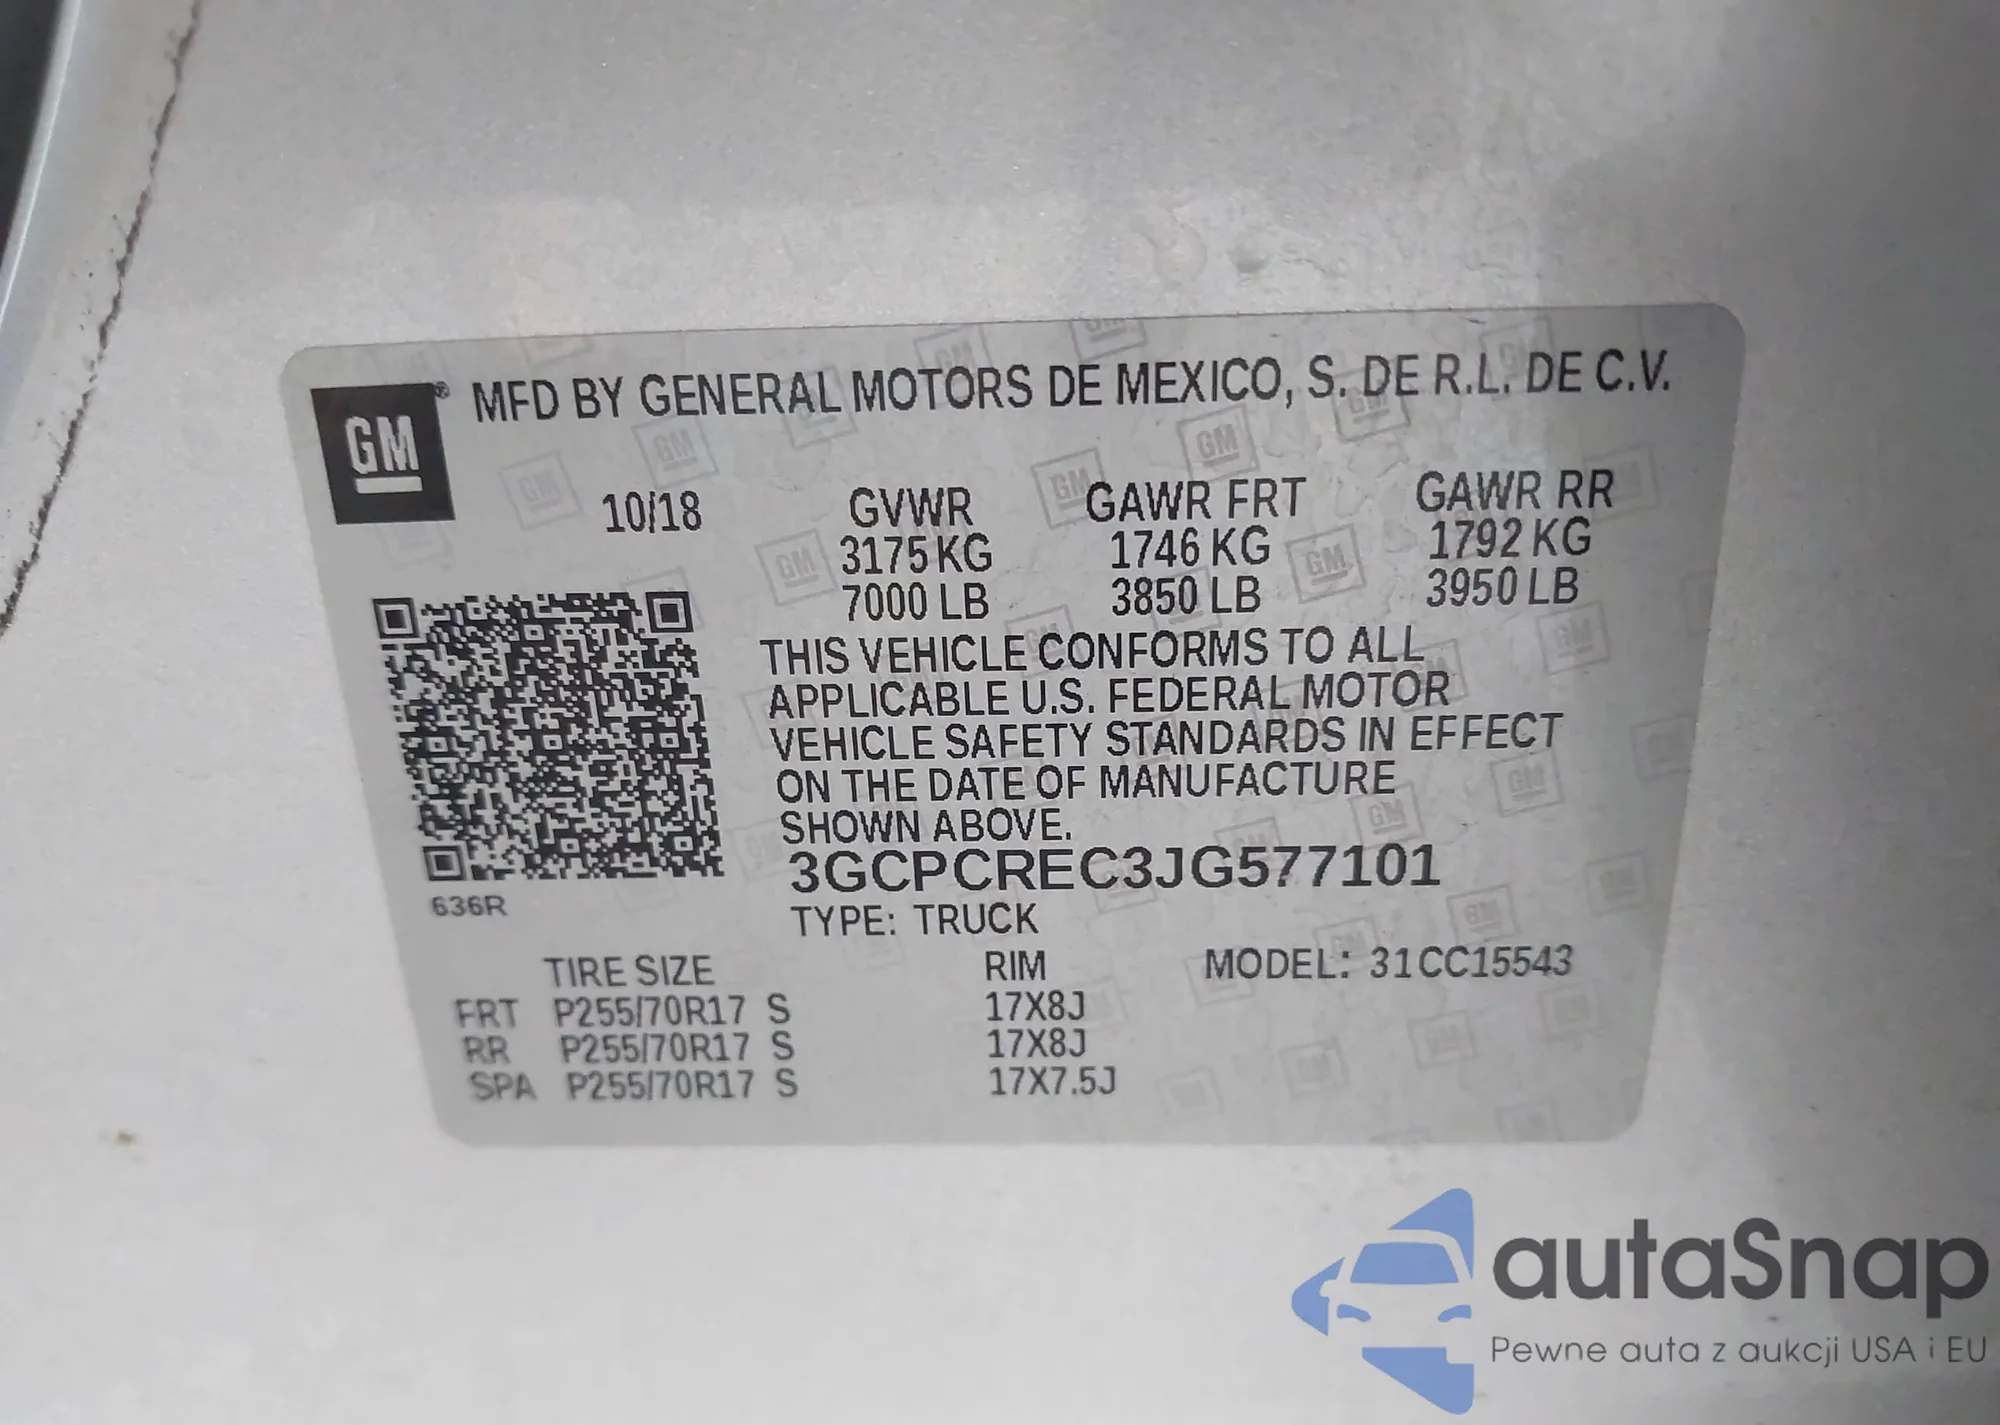 GM® MFD BY GENERAL MOTORS DE MEXICO, S. DE R.L. DE C.V.
10/18 GVWR GAWR FRT GAWR RR
3175 KG 1746 KG 1792 KG
7000 LB 3850 LB 3950 LB
THIS VEHICLE CONFORMS TO ALL
APPLICABLE U.S. FEDERAL MOTOR
VEHICLE SAFETY STANDARDS IN EFFECT
ON THE DATE OF MANUFACTURE
SHOWN ABOVE.
3GCPCREC3JG577101
636R
TYPE: TRUCK
TIRE SIZE RIM MODEL: 31CC15543
FRT P255/70R17 S 17X8J
RR P255/70R17 S 17X8J
SPA P255/70R17 S 17X7.5J
autaSnap
Pewne auta z aukcji USA i EU